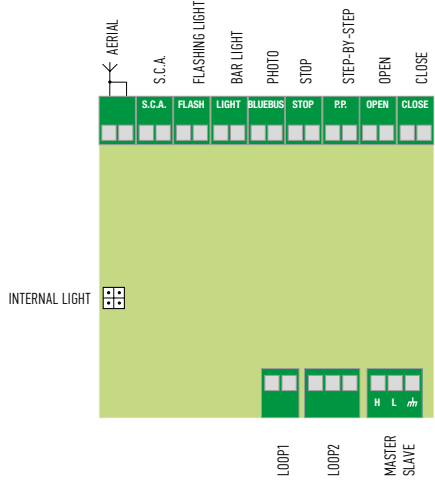 AERIAL
S.C.A.
FLASHING LIGHT
BAR LIGHT
PHOTO
STOP
STEP-BY-STEP
OPEN
CLOSE
S.C.A.
FLASH
LIGHT
BLUEBUS
STOP
P.P.
OPEN
CLOSE
INTERNAL LIGHT
H L
LOOP1
LOOP2
MASTER
SLAVE